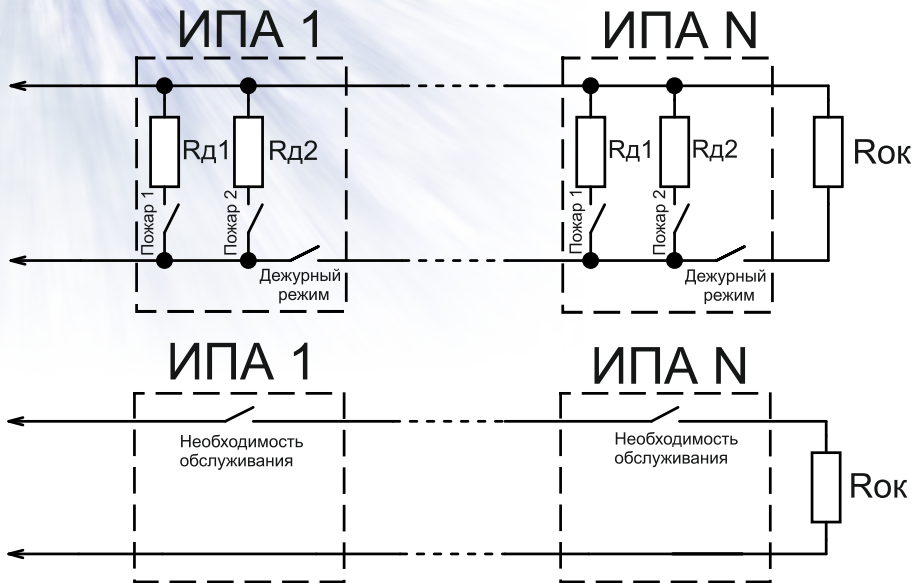 ИПА 1
ИПА N
Rд1
Rд2
Rд1
Rд2
Rок
Пожар 1
Пожар 2
Пожар 1
Пожар 2
Дежурный
режим
Дежурный
режим
ИПА 1
ИПА N
Необходимость
обслуживания
Необходимость
обслуживания
Rок